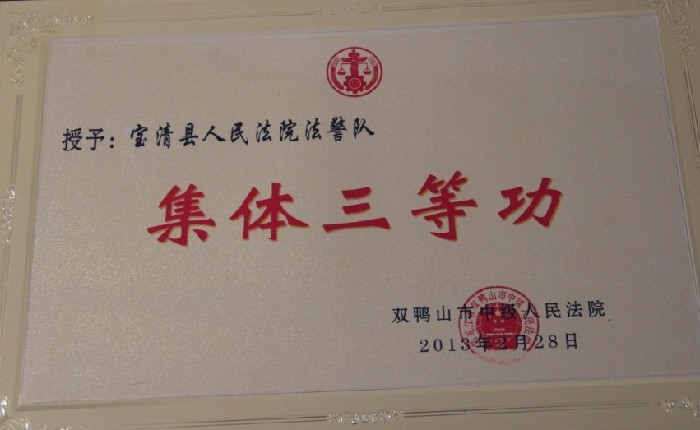 授予：宝清县人民法院法警队
集体三等功
双鸭山市中级人民法院
2013年2月28日